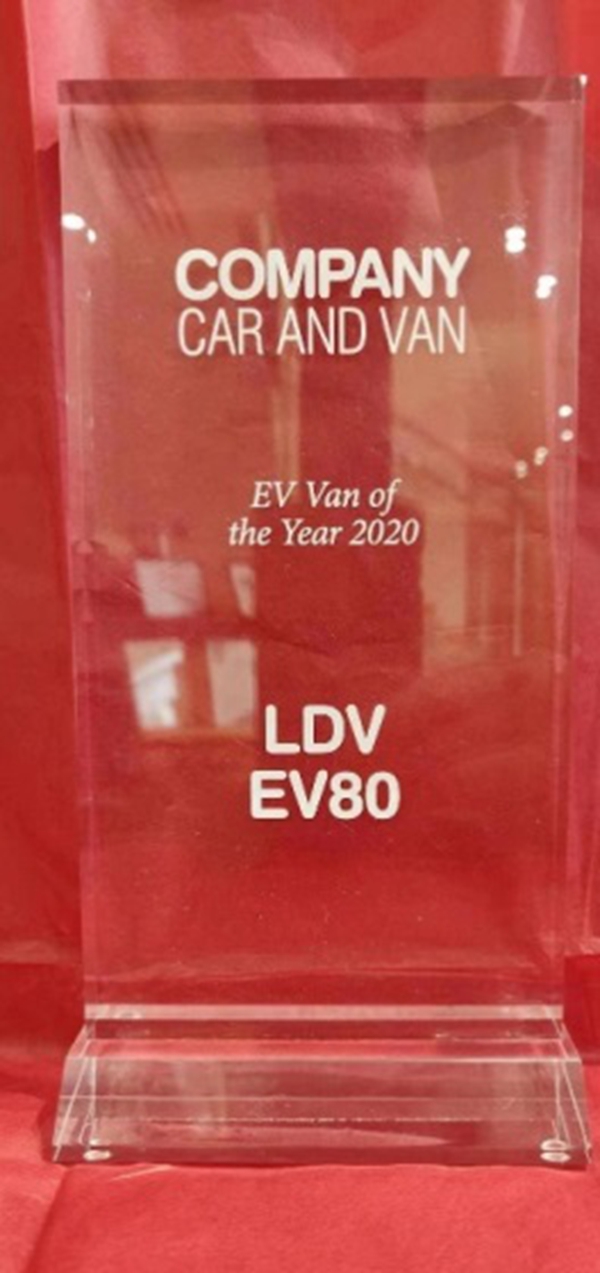 COMPANY
CAR AND VAN
EV Van of
the Year 2020
LDV
EV80